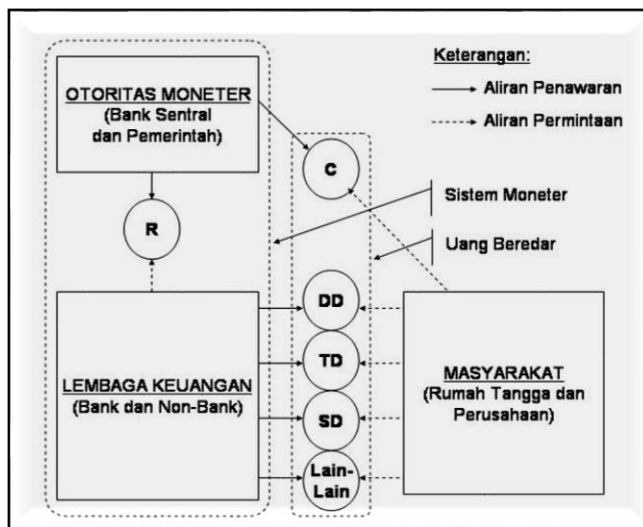 Keterangan:
OTORITAS MONETER
(Bank Sentral
dan Pemerintah)
Aliran Penawaran
Aliran Permintaan
C
Sistem Moneter
R
Uang Beredar
DD
TD
LEMBAGA KEUANGAN
(Bank dan Non-Bank)
MASYARAKAT
(Rumah Tangga dan
Perusahaan)
SD
Lain-
Lain